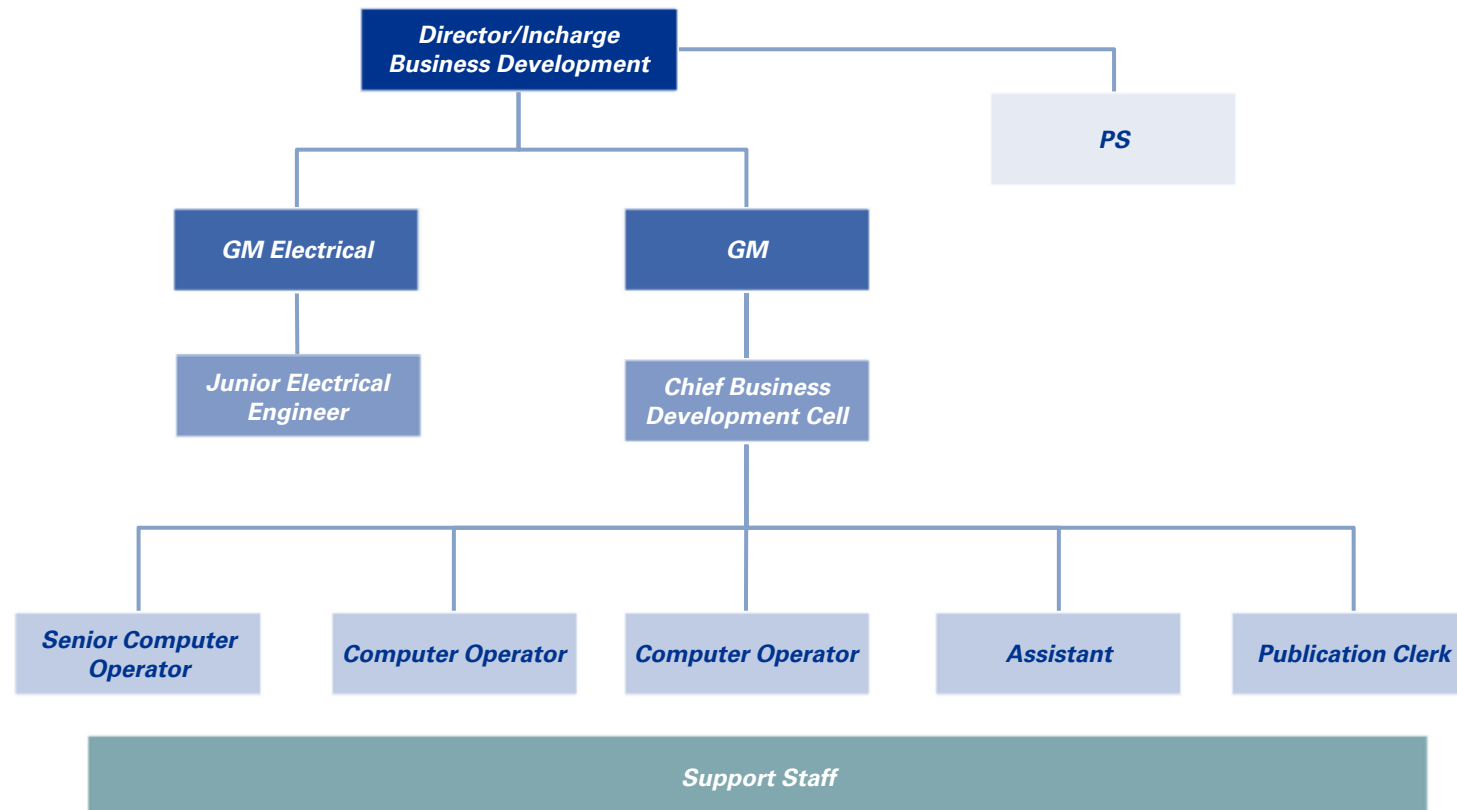 Director/Incharge
Business Development
PS
GM Electrical
GM
Junior Electrical
Engineer
Chief Business
Development Cell
Senior Computer
Operator
Computer Operator
Computer Operator
Assistant
Publication Clerk
Support Staff